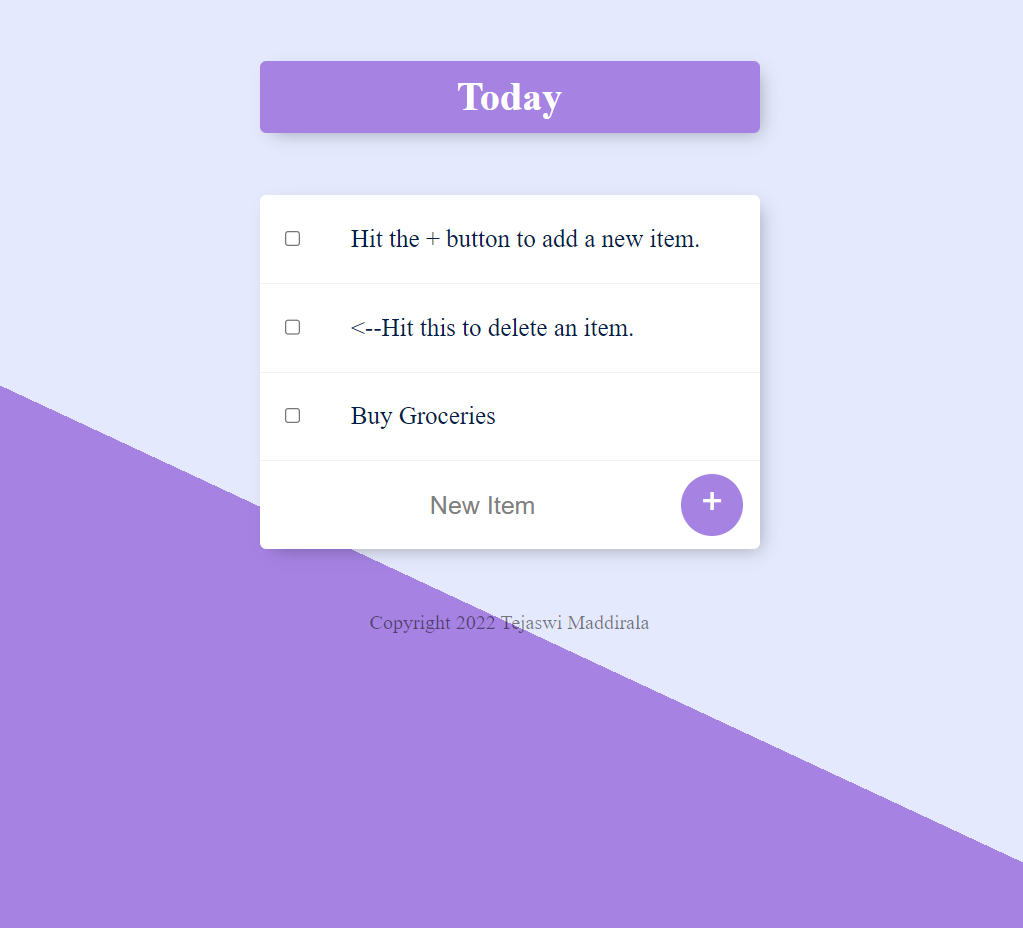 Today
Hit the + button to add a new item.
<--Hit this to delete an item.
Buy Groceries
New Item
+
Copyright 2022 Tejaswi Maddirala